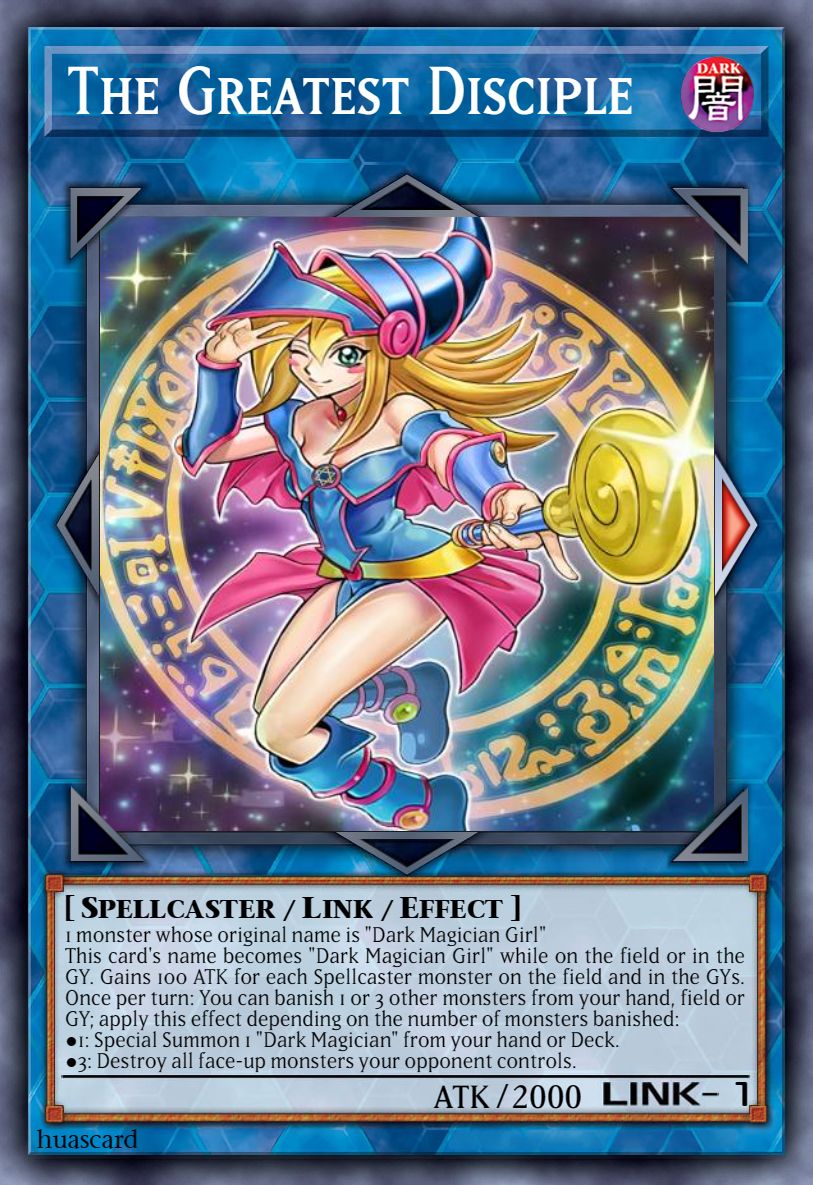 The Greatest Disciple
DARK
闇
[ Spellcaster / Link / Effect ]
1 monster whose original name is "Dark Magician Girl"
This card's name becomes "Dark Magician Girl" while on the field or in the
GY. Gains 100 ATK for each Spellcaster monster on the field and in the GYs.
Once per turn: You can banish 1 or 3 other monsters from your hand, field or
GY; apply this effect depending on the number of monsters banished:
●1: Special Summon 1 "Dark Magician" from your hand or Deck.
●3: Destroy all face-up monsters your opponent controls.
ATK/2000 LINK- 1
huascard